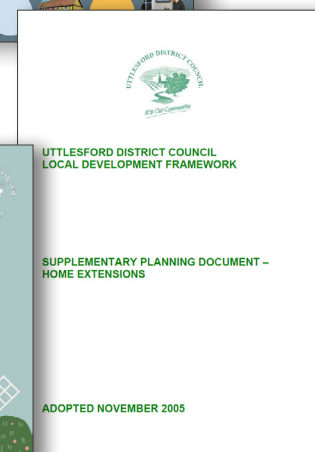 UTTLESFORD DISTRICT COUNCIL
It's Our Community
UTTLESFORD DISTRICT COUNCIL
LOCAL DEVELOPMENT FRAMEWORK
SUPPLEMENTARY PLANNING DOCUMENT –
HOME EXTENSIONS
ADOPTED NOVEMBER 2005